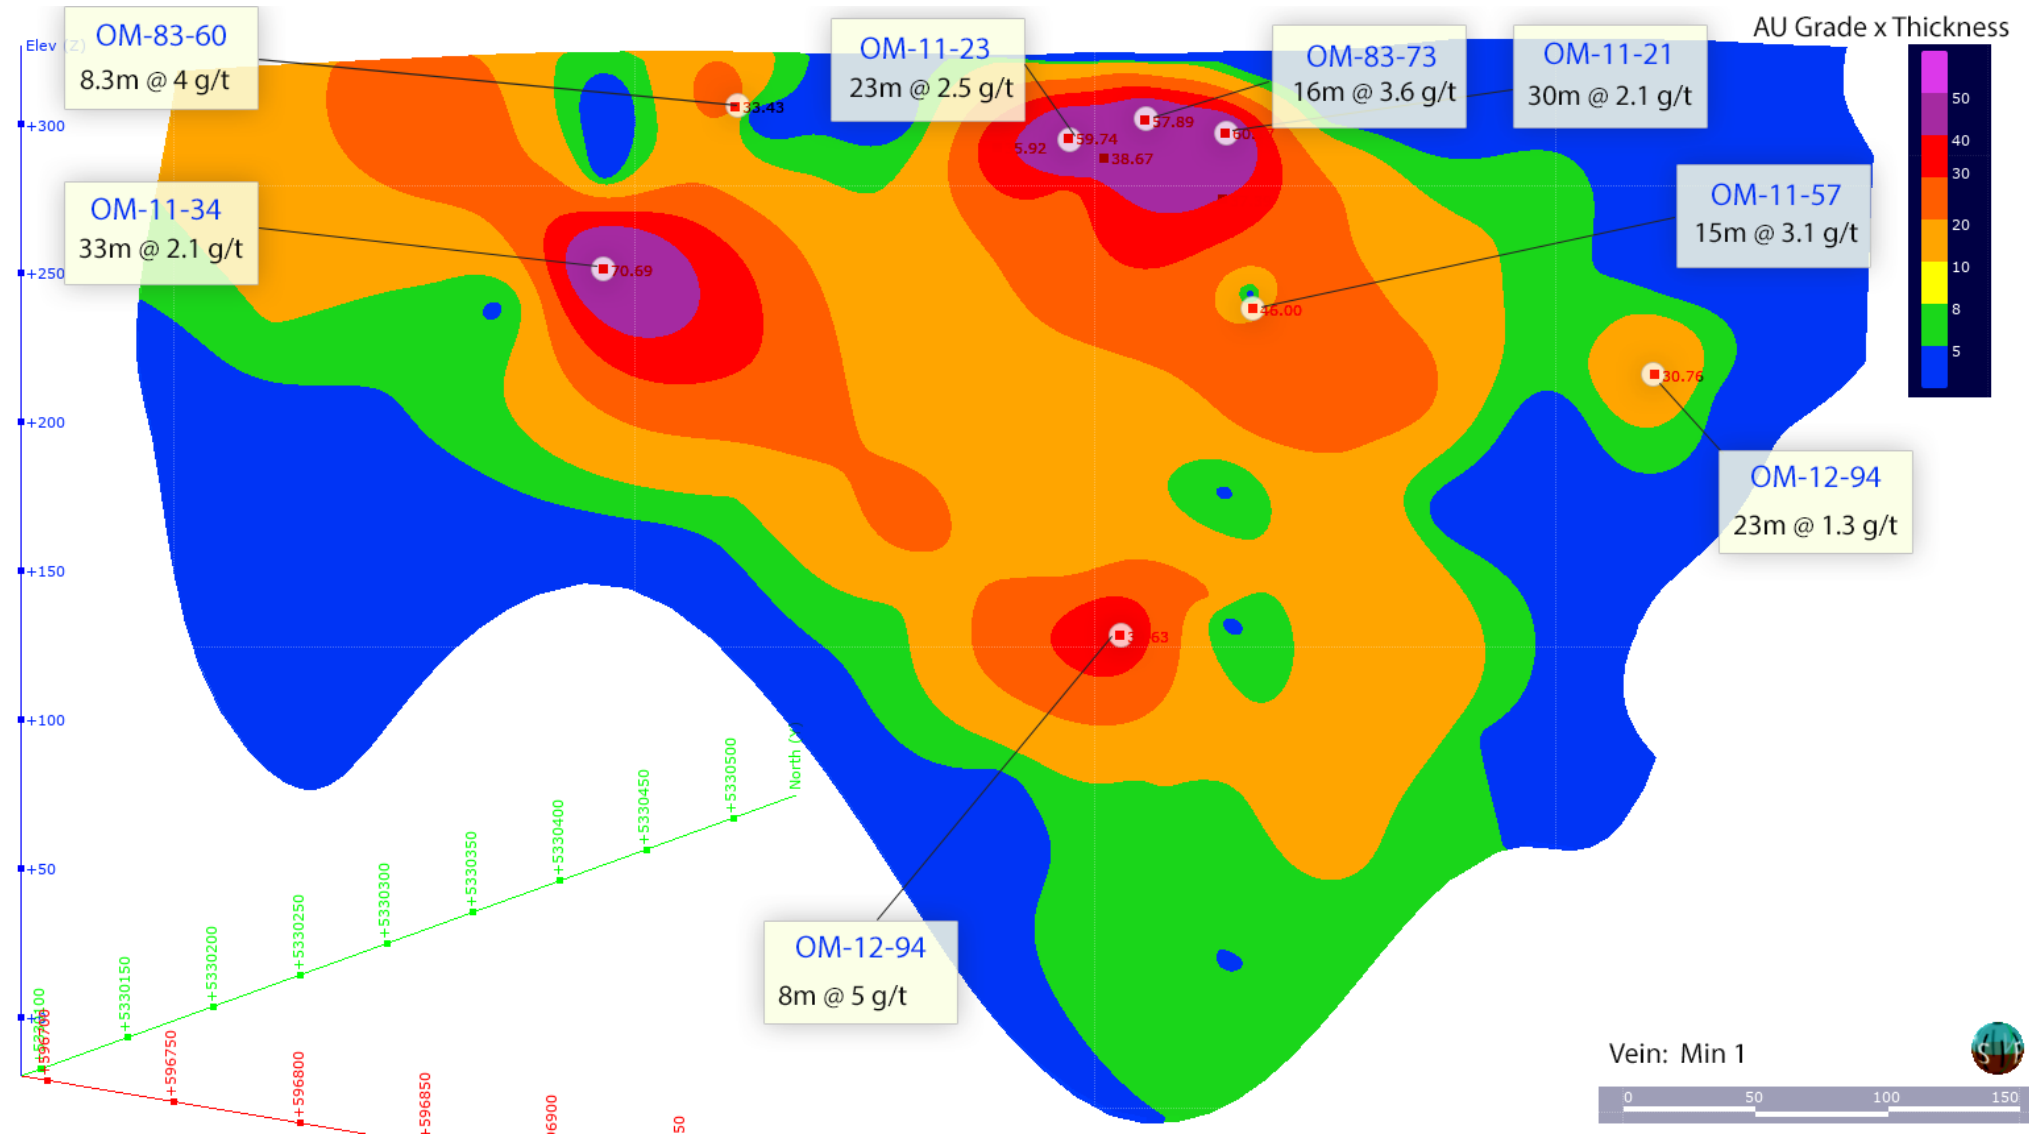 AU Grade x Thickness
50
40
30
20
10
8
5
Elev (Z)
+300
+250
+200
+150
+100
+50
OM-83-60
8.3m @ 4 g/t
33.43
OM-11-23
23m @ 2.5 g/t
59.74
5.92
38.67
OM-83-73
16m @ 3.6 g/t
57.89
OM-11-21
30m @ 2.1 g/t
OM-11-34
33m @ 2.1 g/t
70.69
OM-11-57
15m @ 3.1 g/t
46.00
30.76
OM-12-94
23m @ 1.3 g/t
OM-12-94
8m @ 5 g/t
North (Y)
+5330500
+5330450
+5330400
+5330350
+5330300
+5330250
+5330200
+5330150
+596750
+596800
+596850
Vein: Min 1
0 50 100 150